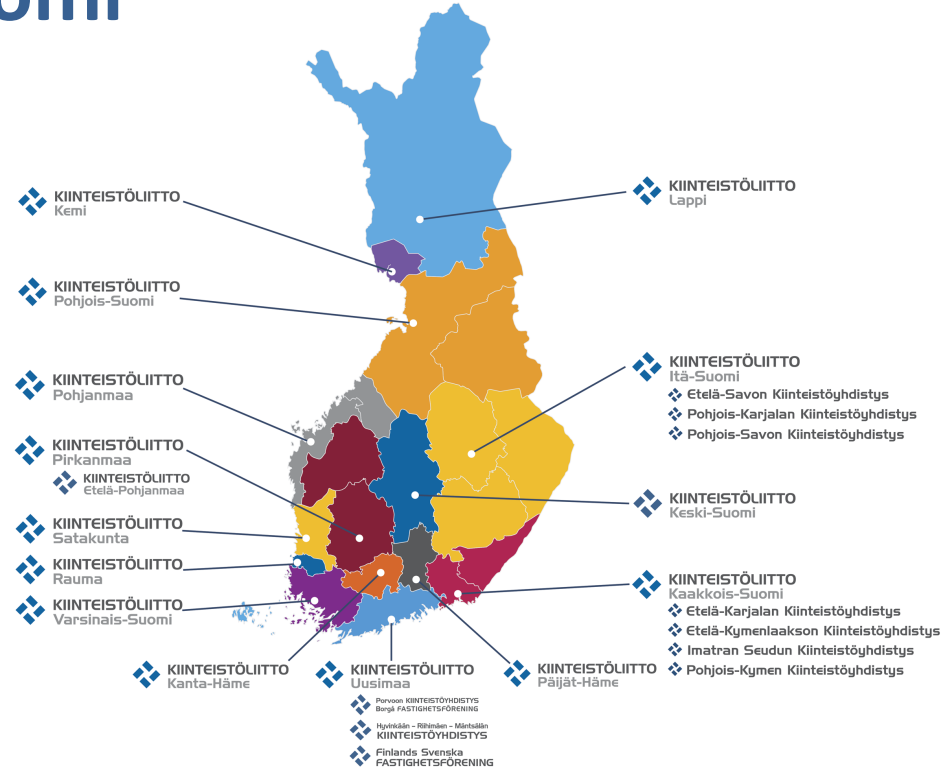 KIINTEISTÖLIITTO
Kemi
KIINTEISTÖLIITTO
Pohjois-Suomi
KIINTEISTÖLIITTO
Pohjanmaa
KIINTEISTÖLIITTO
Pirkanmaa
KIINTEISTÖLIITTO
Etelä-Pohjanmaa
KIINTEISTÖLIITTO
Satakunta
KIINTEISTÖLIITTO
Rauma
KIINTEISTÖLIITTO
Varsinais-Suomi
KIINTEISTÖLIITTO
Kanta-Häme
KIINTEISTÖLIITTO
Uusimaa
Porvoon KIINTEISTÖYHDISTYS
Borgå FASTIGHETSFÖRENING
Hyvinkään – Riihimäen – Mäntsälän
KIINTEISTÖYHDISTYS
Finlands Svenska
FASTIGHETSFÖRENING
KIINTEISTÖLIITTO
Päijät-Häme
KIINTEISTÖLIITTO
Lappi
KIINTEISTÖLIITTO
Itä-Suomi
Etelä-Savon Kiinteistöyhdistys
Pohjois-Karjalan Kiinteistöyhdistys
Pohjois-Savon Kiinteistöyhdistys
KIINTEISTÖLIITTO
Keski-Suomi
KIINTEISTÖLIITTO
Kaakkois-Suomi
Etelä-Karjalan Kiinteistöyhdistys
Etelä-Kymenlaakson Kiinteistöyhdistys
Imatran Seudun Kiinteistöyhdistys
Pohjois-Kymen Kiinteistöyhdistys